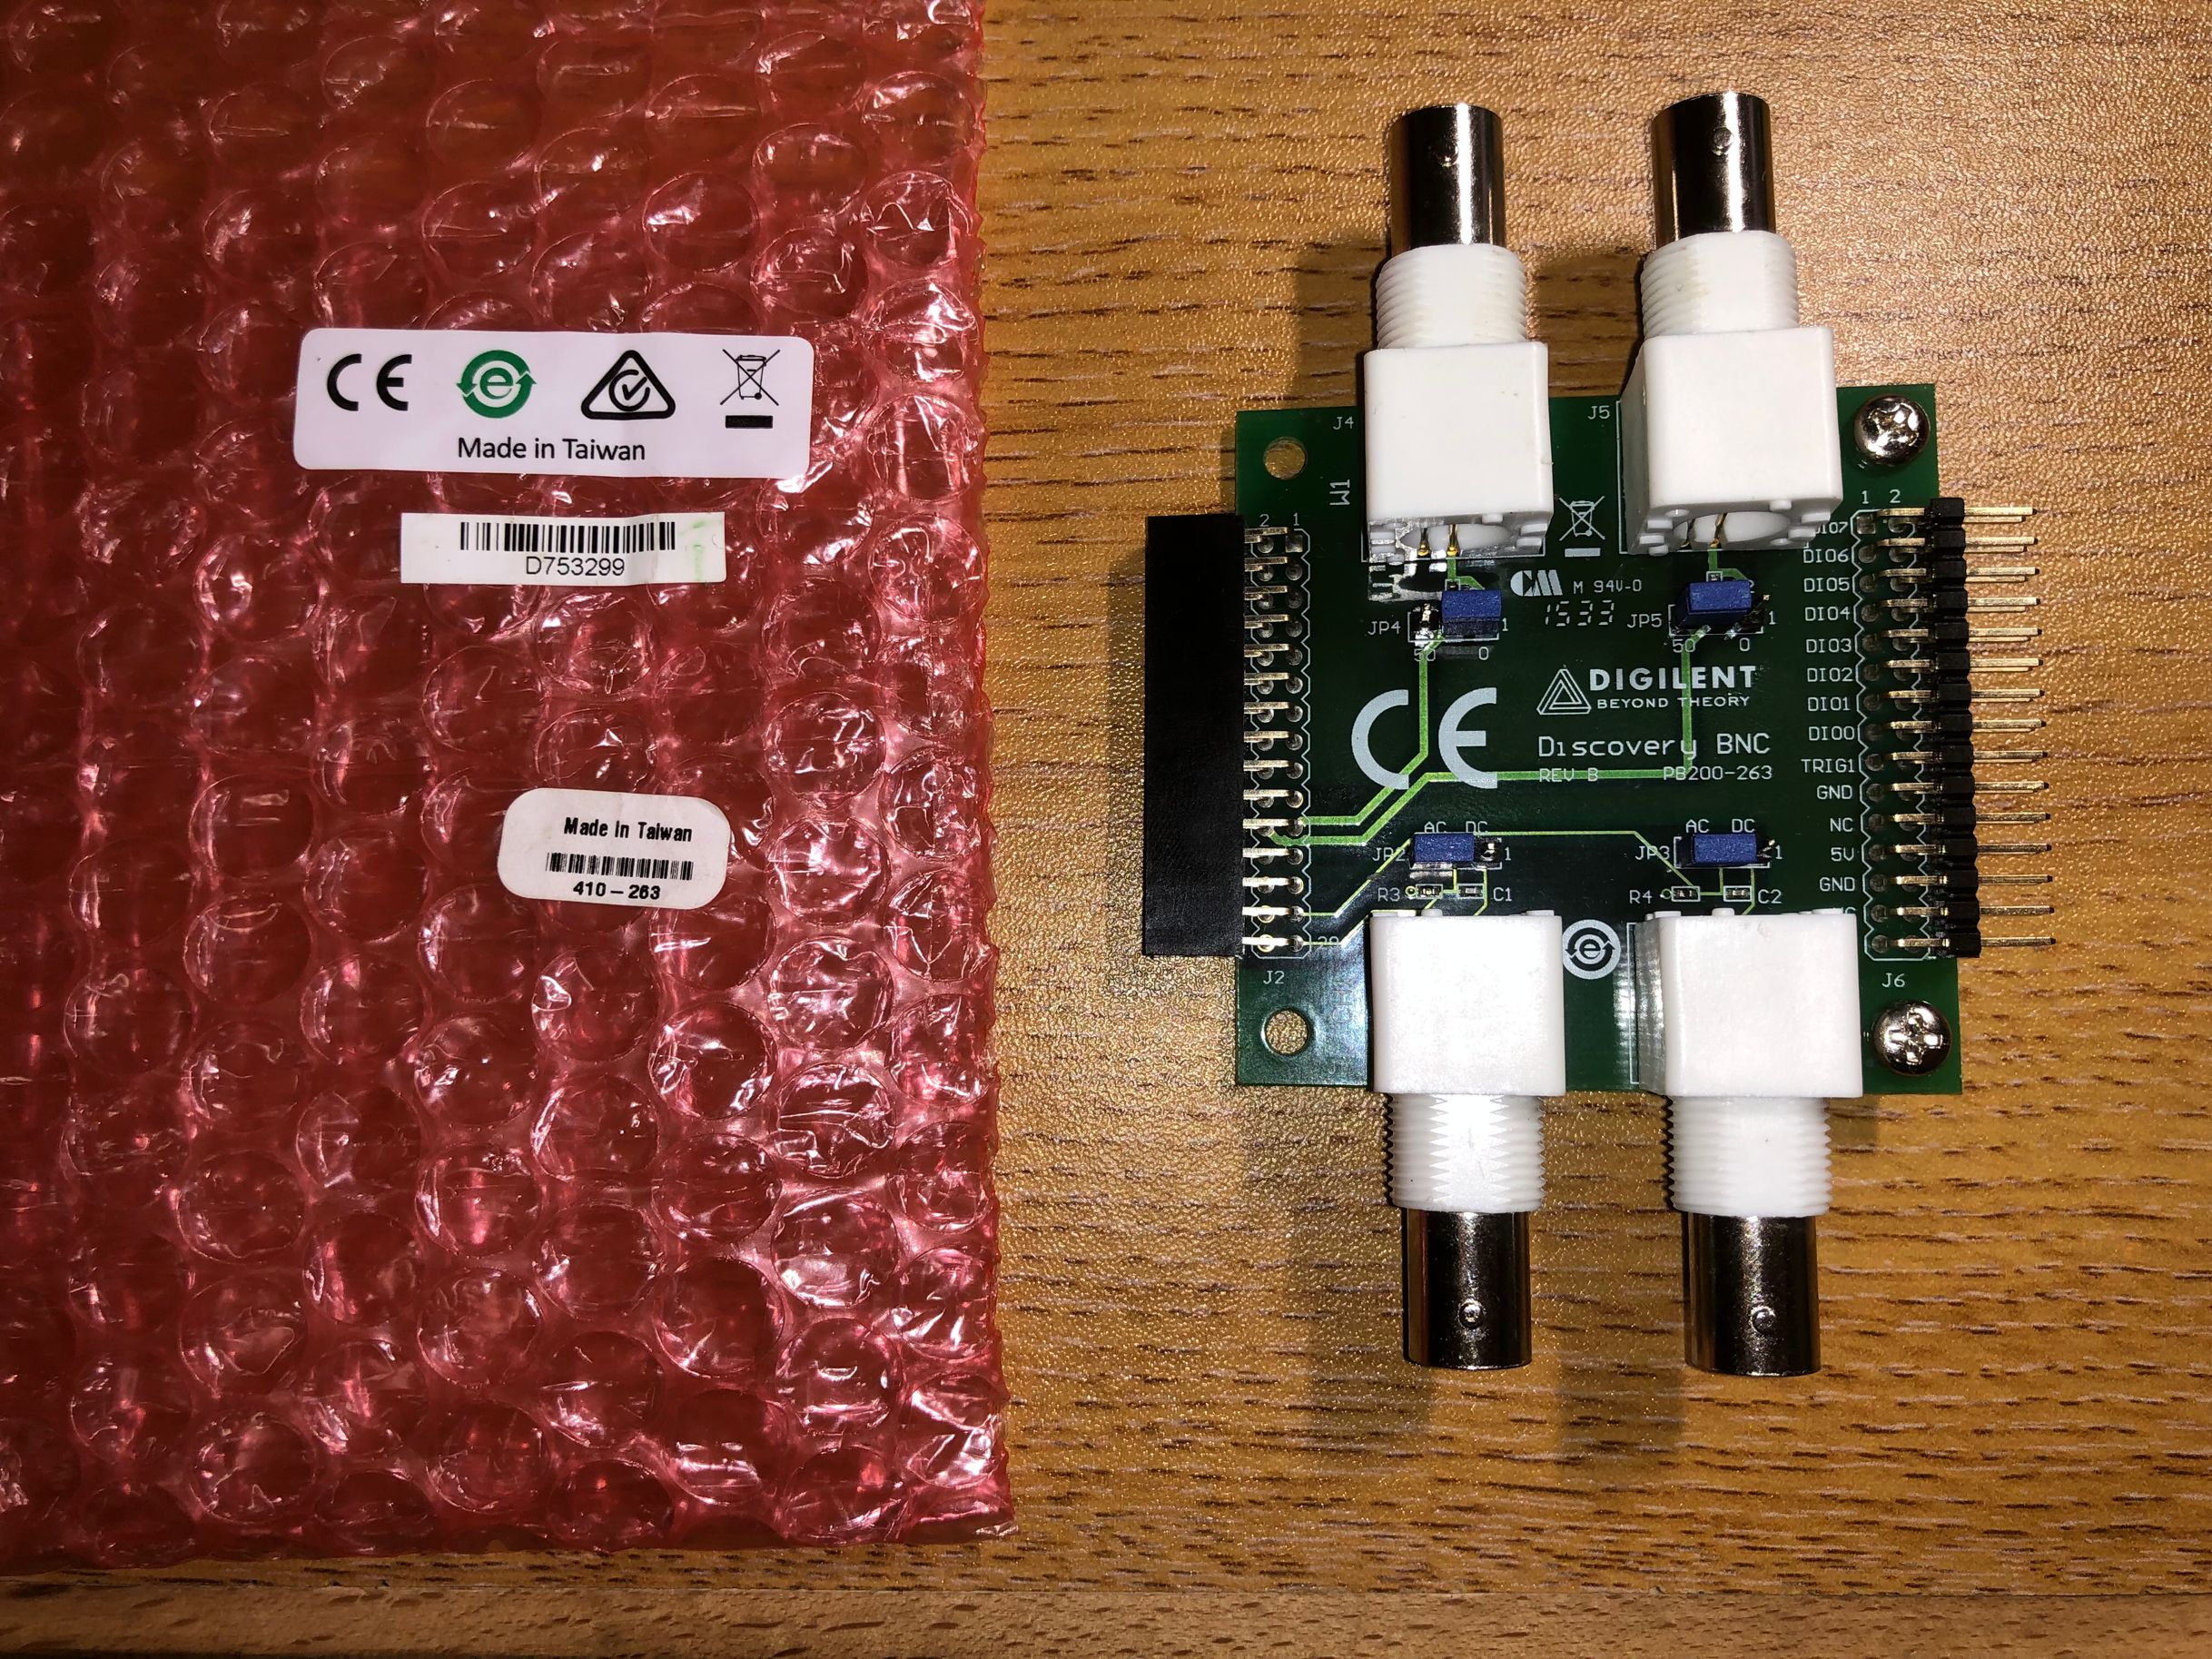 CE
Made in Taiwan
D753299
Made In Taiwan
410-263
J4
J5
W1
2 1
1 2
DIO7
DIO6
DIO5
DIO4
DIO3
DIO2
DIO1
DIO0
TRIG1
GND
NC
5V
GND
CM M 94V-0
1533
JP4
1
50 0
JP5
1
50 0
DIGILENT
BEYOND THEORY
CE
Discovery BNC
REV B PB200-263
AC DC
JP2
1
R3 C1
AC DC
JP3
1
R4 C2
J2
J6